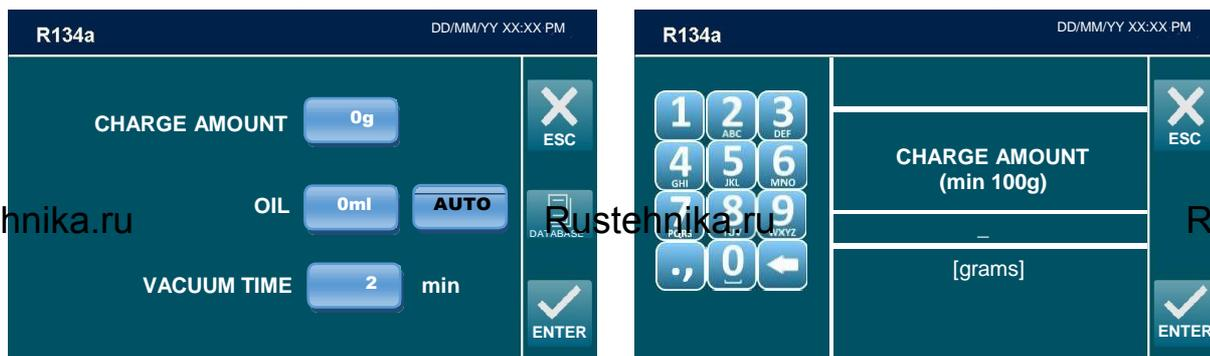 R134a DD/MM/YY XX:XX PM
CHARGE AMOUNT 0g
ESC
OIL 0ml AUTO
DATABASE
VACUUM TIME 2 min
ENTER
R134a DD/MM/YY XX:XX PM
1 2 ABC 3 DEF
4 GHI 5 JKL 6 MNO
7 PQRS 8 TUV 9 WXYZ
., 0
CHARGE AMOUNT
(min 100g)
_
[grams]
ESC
ENTER
hnika.ru Rustehnika.ru R